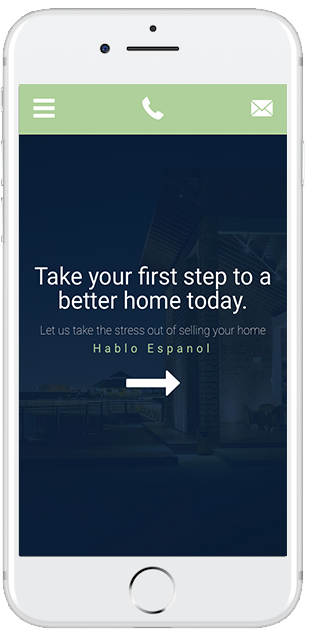 Take your first step to a
better home today.
Let us take the stress out of selling your home
Hablo Espanol